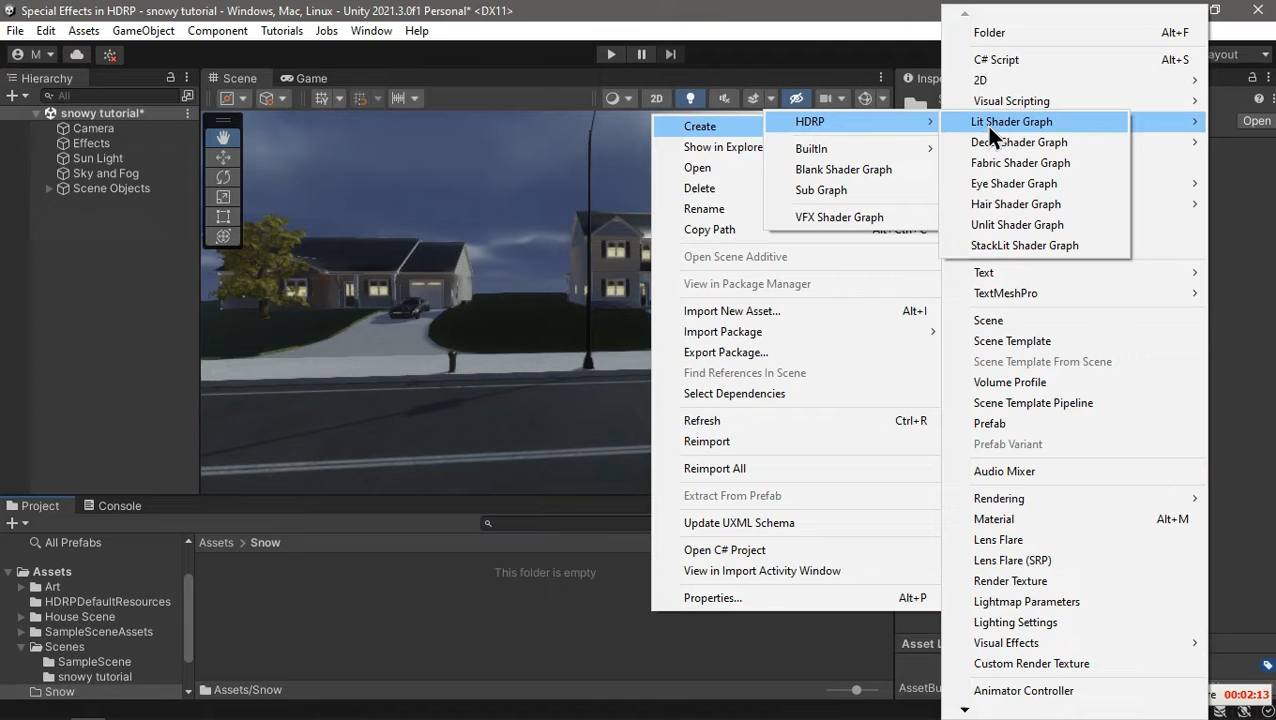 Special Effects in HDRP - snowy tutorial - Windows, Mac, Linux - Unity 2021.3.0f1 Personal* <DX11>
File Edit Assets GameObject Component Tutorials Jobs Window Help
M
Hierarchy
All
snowy tutorial*
Camera
Effects
Sun Light
Sky and Fog
Scene Objects
Scene
Game
2D
Layout
Open
Create
Show in Explore
Open
Delete
Rename
Copy Path
Open Scene Additive
View in Package Manager
Import New Asset... Alt+I
Import Package
Export Package...
Find References In Scene
Select Dependencies
Refresh Ctrl+R
Reimport
Reimport All
Extract From Prefab
Update UXML Schema
Open C# Project
View in Import Activity Window
Properties... Alt+P
HDRP
BuiltIn
Blank Shader Graph
Sub Graph
VFX Shader Graph
Folder Alt+F
C# Script Alt+S
2D
Visual Scripting
Lit Shader Graph
Shader Graph
Fabric Shader Graph
Eye Shader Graph
Hair Shader Graph
Unlit Shader Graph
StackLit Shader Graph
Text
TextMeshPro
Scene
Scene Template
Scene Template From Scene
Volume Profile
Scene Template Pipeline
Prefab
Prefab Variant
Audio Mixer
Rendering
Material Alt+M
Lens Flare
Lens Flare (SRP)
Render Texture
Lightmap Parameters
Lighting Settings
Visual Effects
Custom Render Texture
Animator Controller
Project
Console
All Prefabs
Assets
Art
HDRPDefaultResources
House Scene
SampleSceneAssets
Scenes
SampleScene
snowy tutorial
Snow
Assets > Snow
This folder is empty
Assets/Snow
Asset L
AssetBu
re 00:02:13